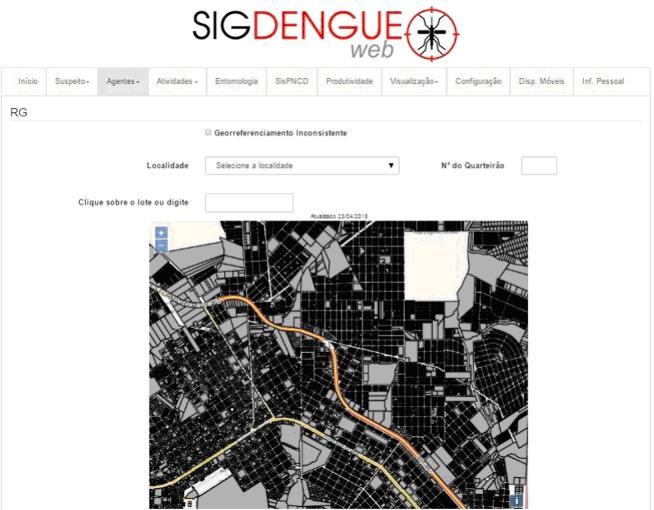 SIGDENGUE
web
Início Suspeito Agentes Atividades Entomologia SisPNCD Produtividade Visualização Configuração Disp. Móveis Inf. Pessoal
RG
Georreferenciamento Inconsistente
Localidade Selecione a localidade Nº do Quarteirão
Clique sobre o lote ou digite
Atualizado 23/04/2015
+
−
i